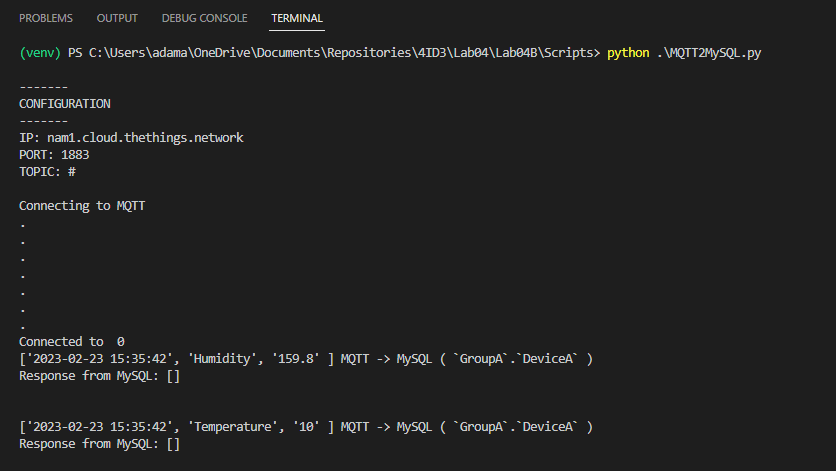 PROBLEMS OUTPUT DEBUG CONSOLE TERMINAL
(venv) PS C:\Users\adama\OneDrive\Documents\Repositories\4ID3\Lab04\Lab04B\Scripts> python .\MQTT2MySQL.py
-------
CONFIGURATION
-------
IP: nam1.cloud.thethings.network
PORT: 1883
TOPIC: #
Connecting to MQTT
.
.
.
.
.
.
.
Connected to  0
['2023-02-23 15:35:42', 'Humidity', '159.8' ] MQTT -> MySQL ( `GroupA`.`DeviceA` )
Response from MySQL: []
['2023-02-23 15:35:42', 'Temperature', '10' ] MQTT -> MySQL ( `GroupA`.`DeviceA` )
Response from MySQL: []